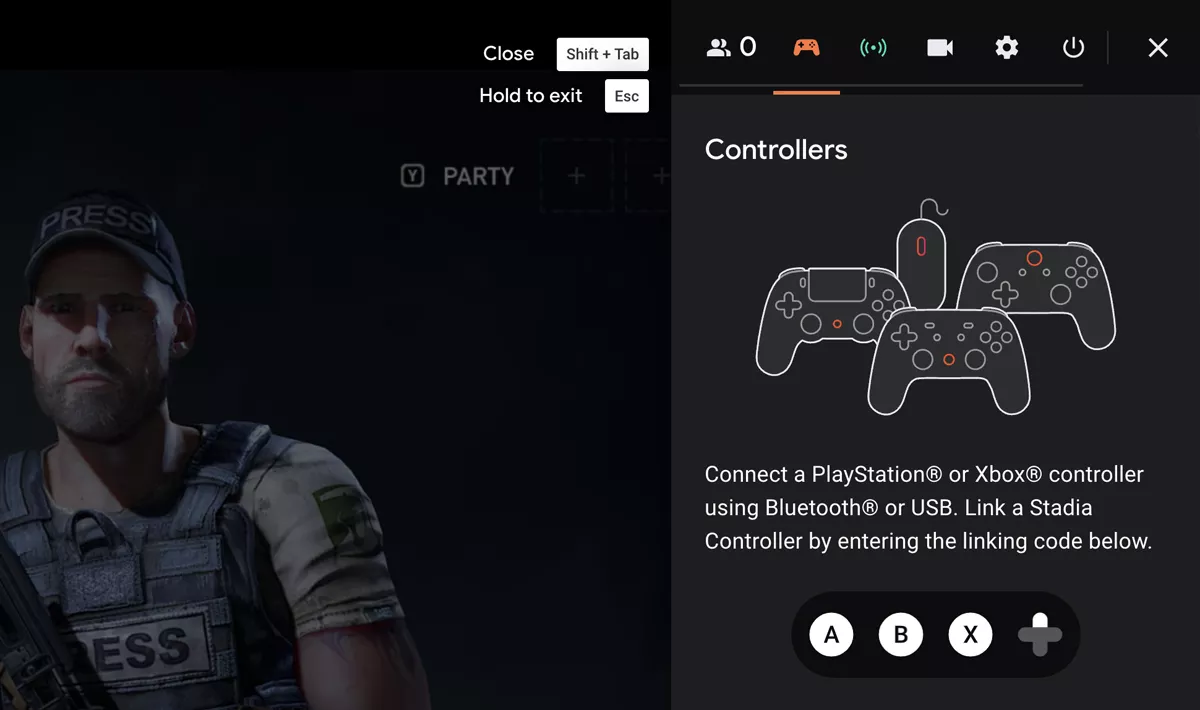 Close Shift + Tab
Hold to exit Esc
0
Y PARTY + +
Controllers
PRESS
Connect a PlayStation® or Xbox® controller
using Bluetooth® or USB. Link a Stadia
Controller by entering the linking code below.
A B X
PRESS